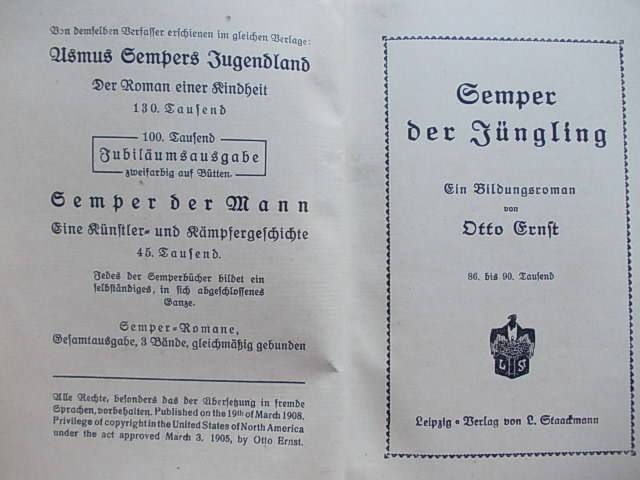 Von demselben Verfasser erschienen im gleichen Verlage:
Asmus Sempers Jugendland
Der Roman einer Kindheit
130. Tausend
100. Tausend
Jubiläumsausgabe
zweifarbig auf Bütten.
Semper der Mann
Eine Künstler- und Kämpfergeschichte
45. Tausend.
Jedes der Semperbücher bildet ein
selbständiges, in sich abgeschlossenes
Ganze.
Semper-Romane,
Gesamtausgabe, 3 Bände, gleichmäßig gebunden
Alle Rechte, besonders das der Übersetzung in fremde
Sprachen, vorbehalten. Published on the 19th of March 1908.
Privilege of copyright in the United States of North America
under the act approved March 3. 1905, by Otto Ernst.
Semper
der Jüngling
Ein Bildungsroman
von
Otto Ernst
86. bis 90. Tausend
L St
Leipzig • Verlag von L. Staackmann